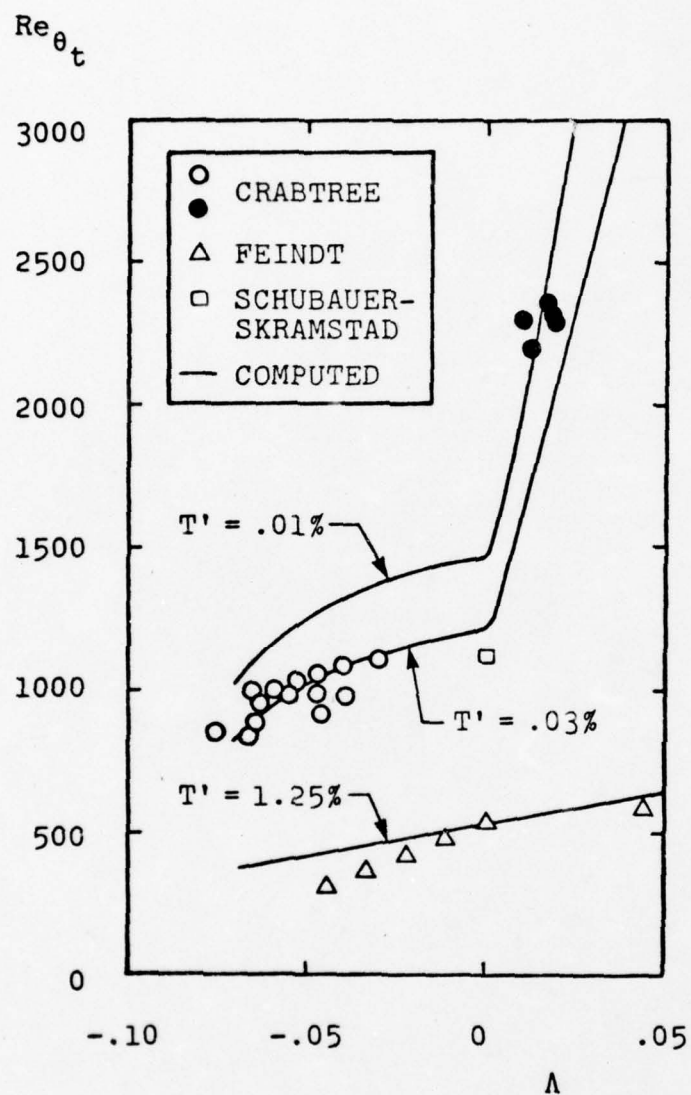 Re θ t
3000
2500
2000
1500
1000
500
0
CRABTREE
FEINDT
SCHUBAUER-
SKRAMSTAD
COMPUTED
T' = .01%
T' = .03%
T' = 1.25%
-.10 -.05 0 .05
Λ